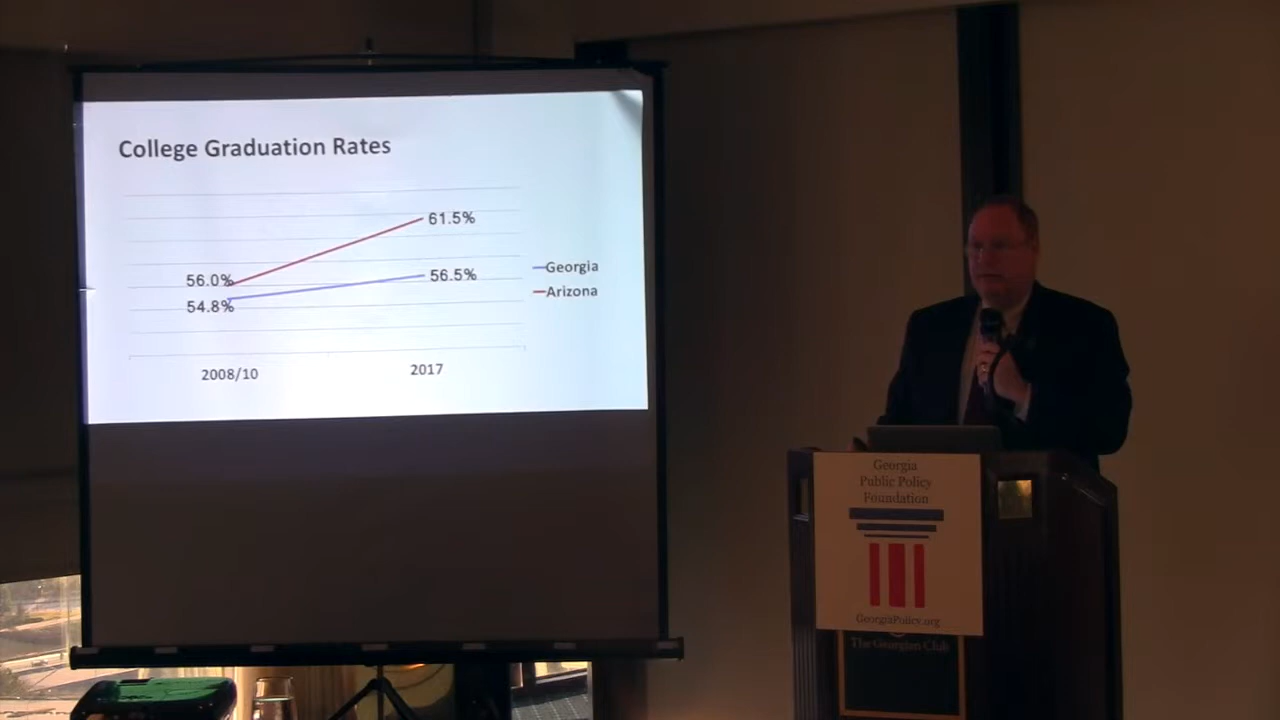 College Graduation Rates
61.5%
56.0%
56.5%
54.8%
Georgia
Arizona
2008/10
2017
Georgia
Public Policy
Foundation
GeorgiaPolicy.org
The Georgian Club